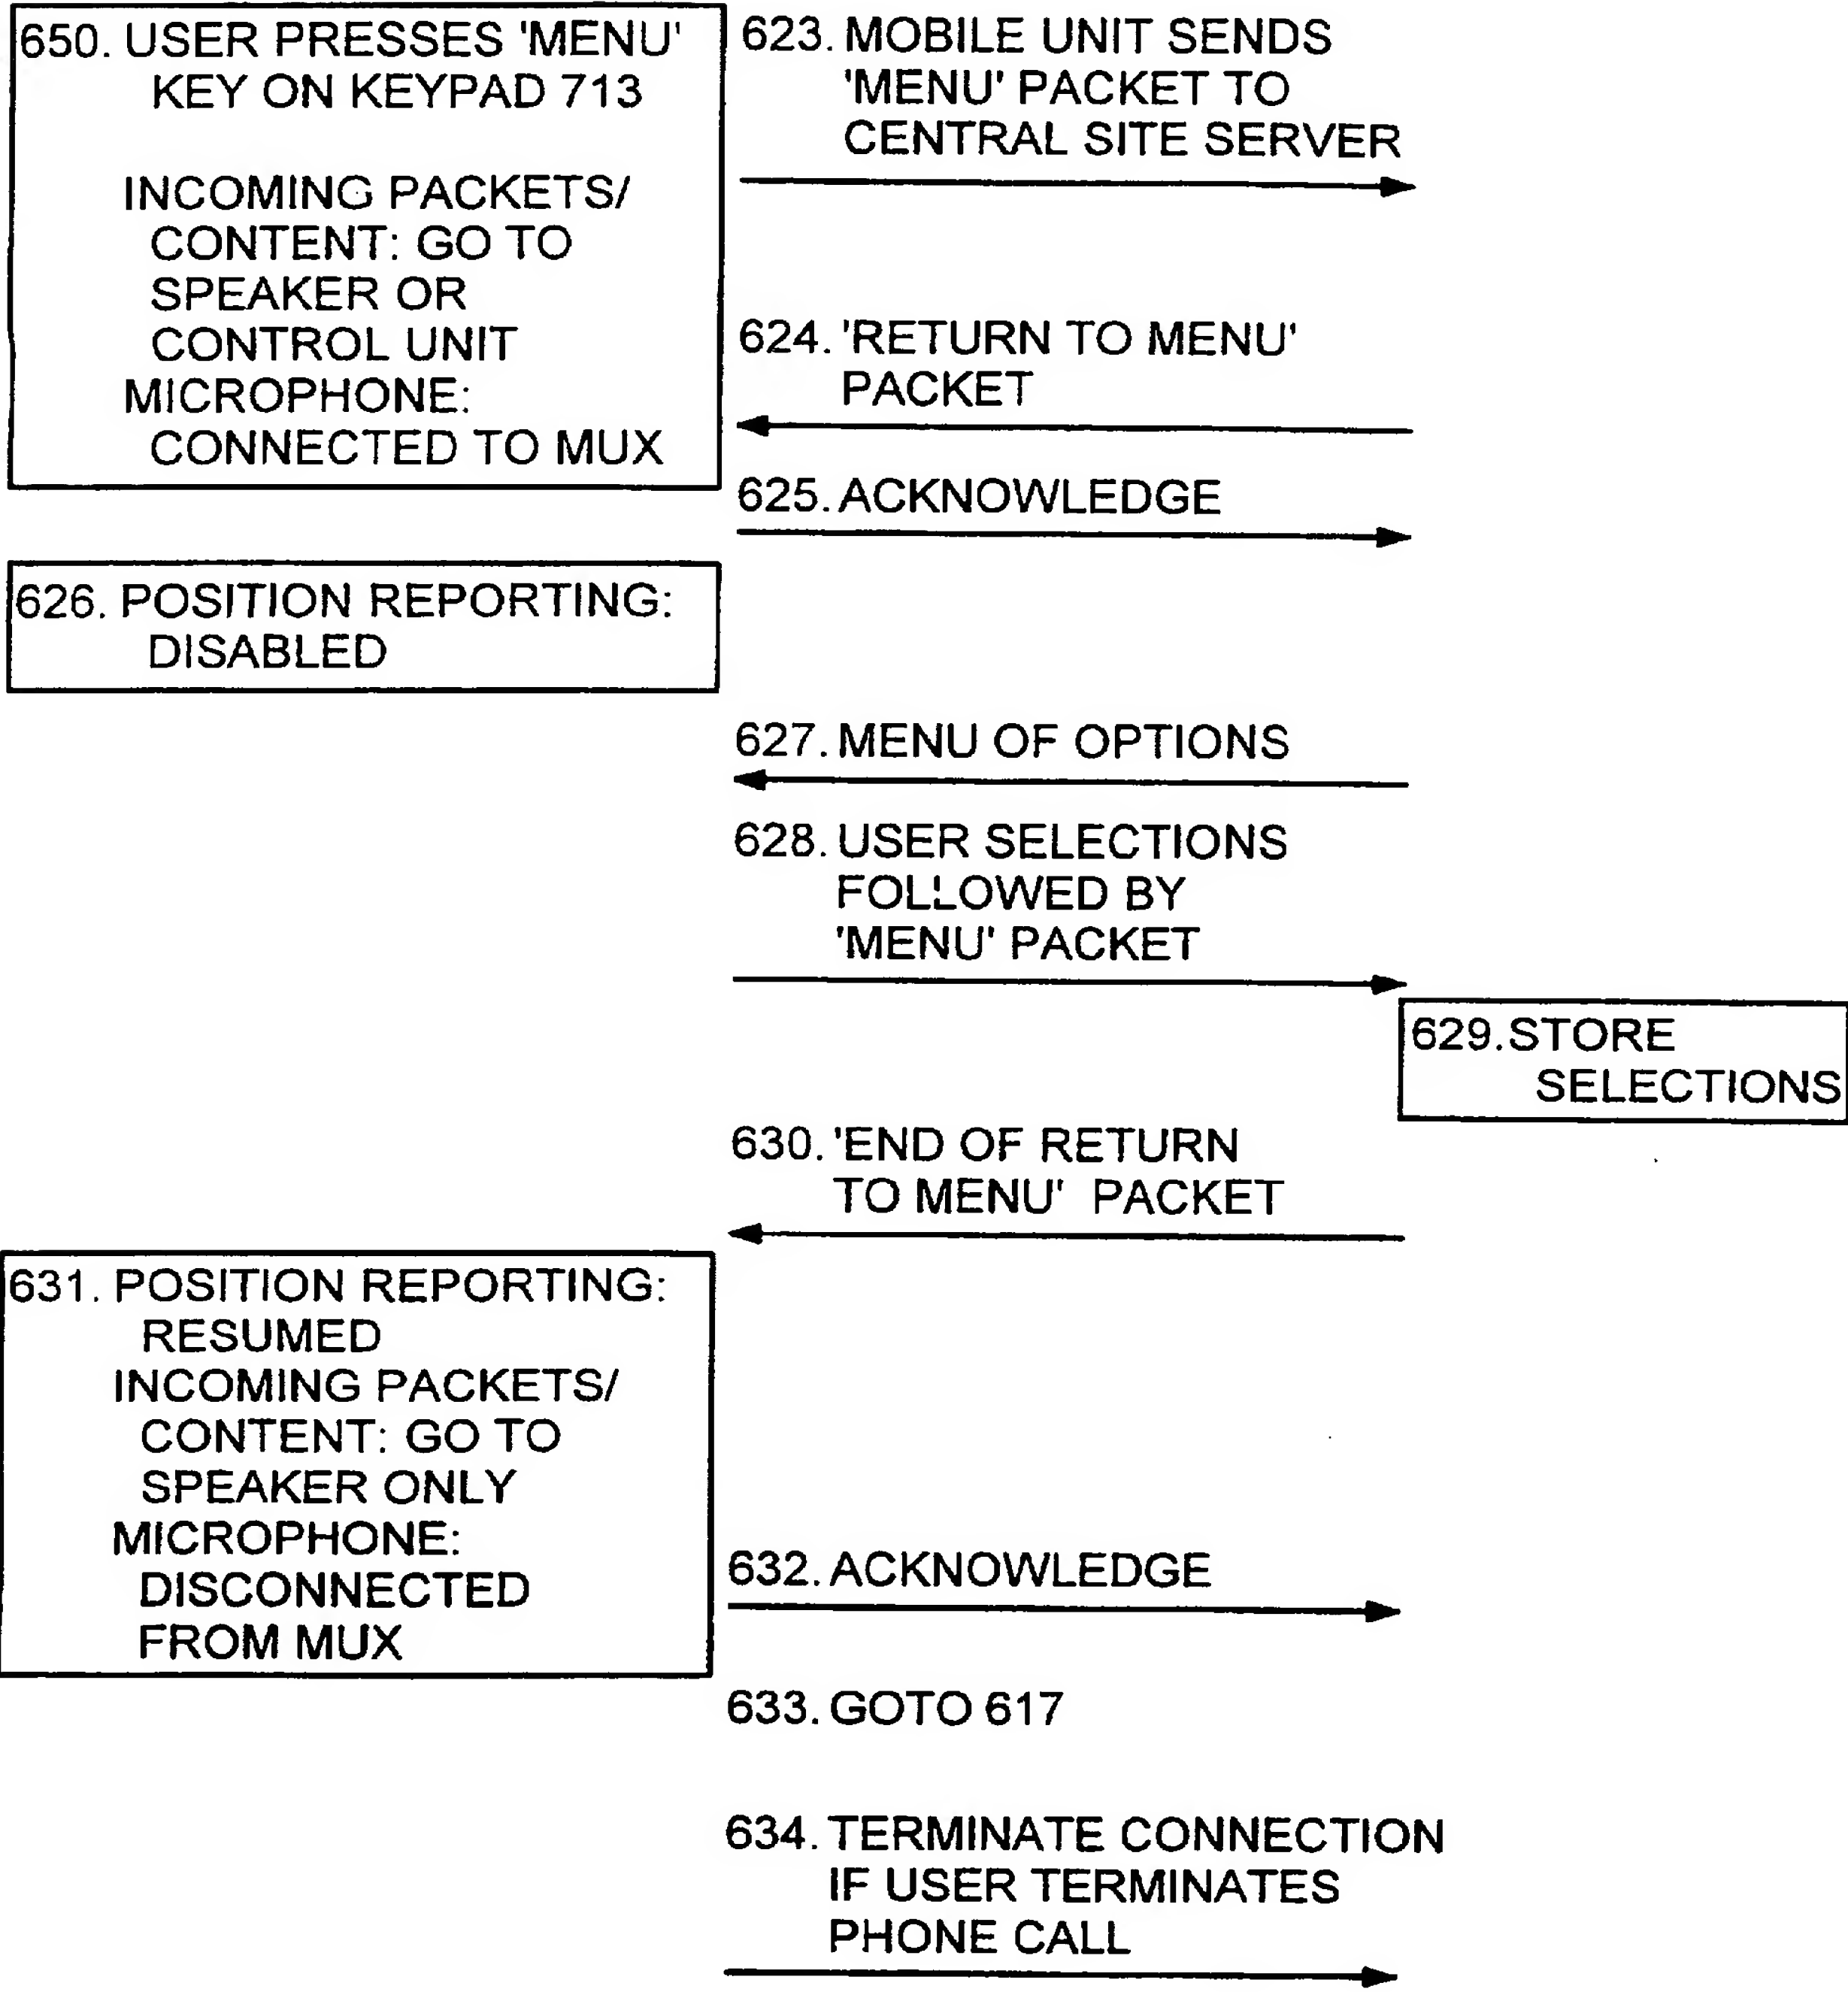 650. USER PRESSES 'MENU'
KEY ON KEYPAD 713
INCOMING PACKETS/
CONTENT: GO TO
SPEAKER OR
CONTROL UNIT
MICROPHONE:
CONNECTED TO MUX
623. MOBILE UNIT SENDS
'MENU' PACKET TO
CENTRAL SITE SERVER
624. 'RETURN TO MENU'
PACKET
625. ACKNOWLEDGE
626. POSITION REPORTING:
DISABLED
627. MENU OF OPTIONS
628. USER SELECTIONS
FOLLOWED BY
'MENU' PACKET
629. STORE
SELECTIONS
630. 'END OF RETURN
TO MENU' PACKET
631. POSITION REPORTING:
RESUMED
INCOMING PACKETS/
CONTENT: GO TO
SPEAKER ONLY
MICROPHONE:
DISCONNECTED
FROM MUX
632. ACKNOWLEDGE
633. GOTO 617
634. TERMINATE CONNECTION
IF USER TERMINATES
PHONE CALL